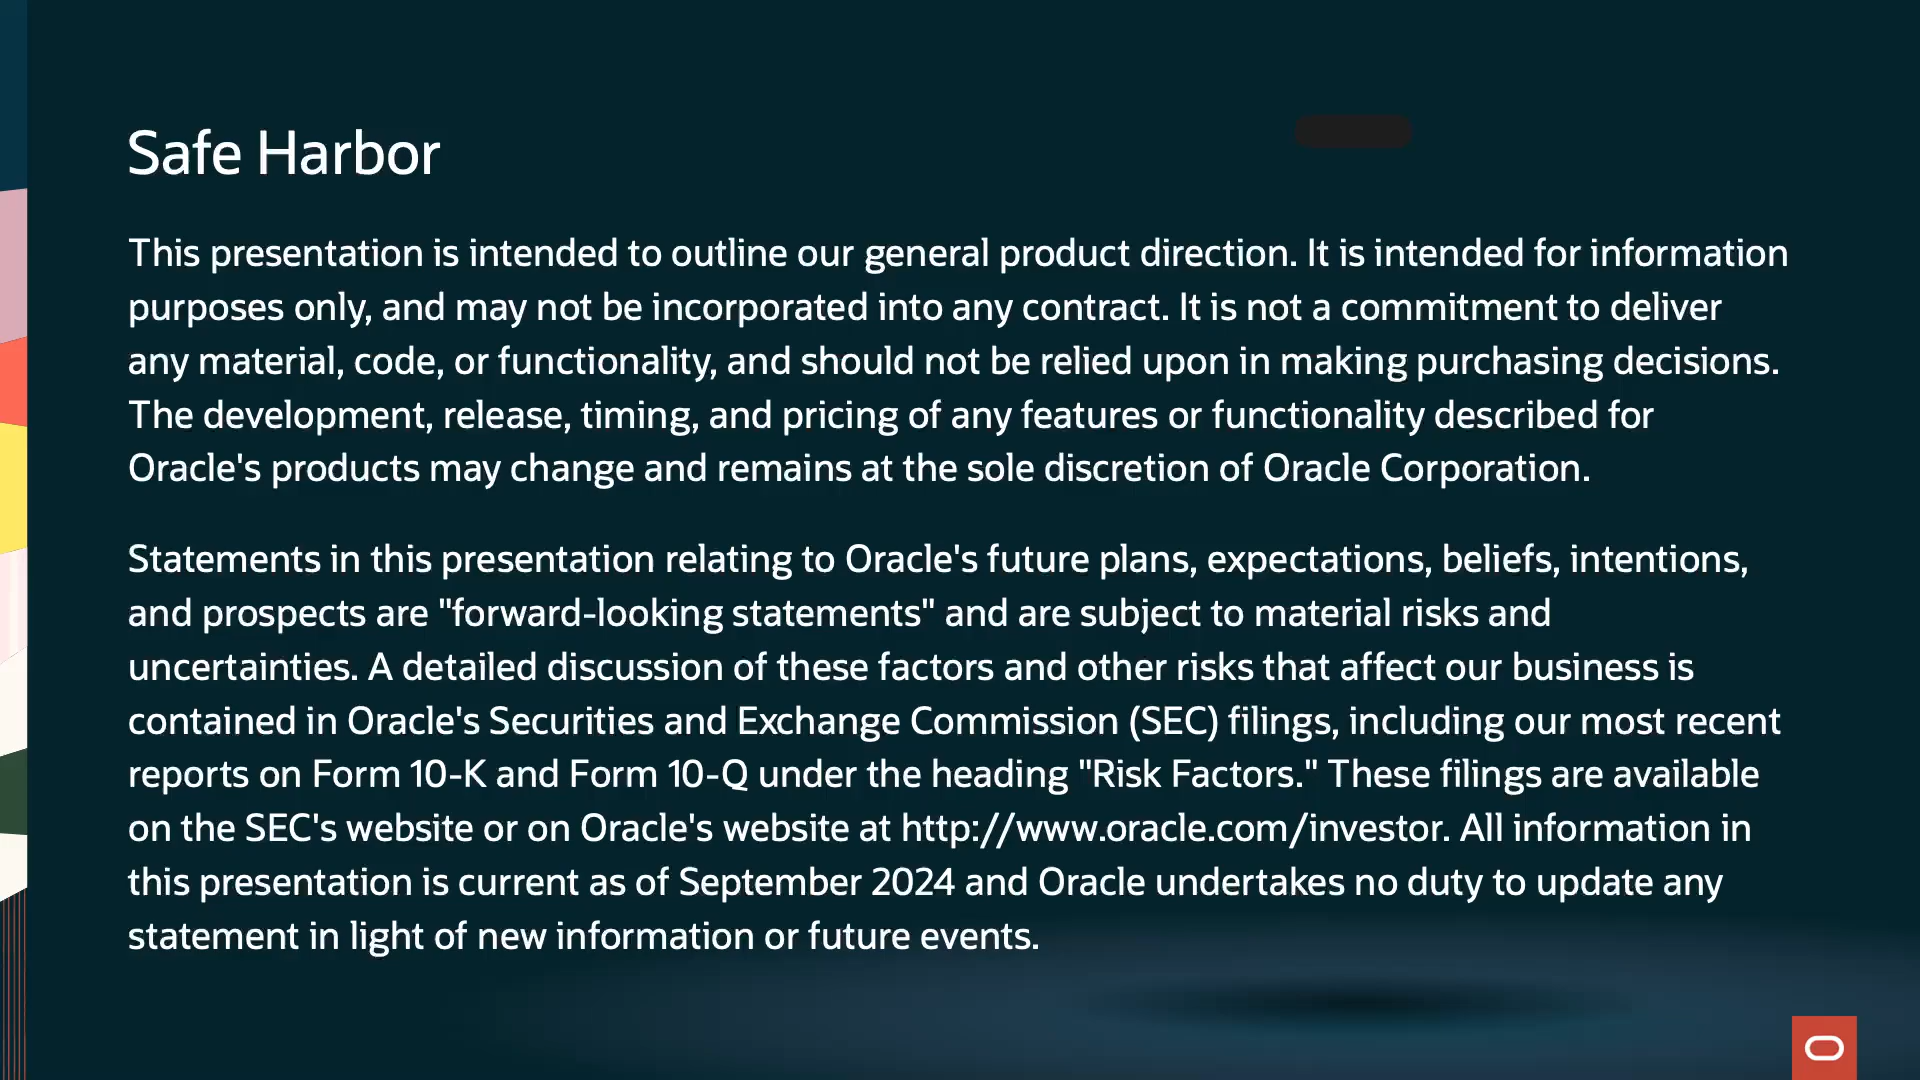 Safe Harbor
This presentation is intended to outline our general product direction. It is intended for information
purposes only, and may not be incorporated into any contract. It is not a commitment to deliver
any material, code, or functionality, and should not be relied upon in making purchasing decisions.
The development, release, timing, and pricing of any features or functionality described for
Oracle's products may change and remains at the sole discretion of Oracle Corporation.
Statements in this presentation relating to Oracle's future plans, expectations, beliefs, intentions,
and prospects are "forward-looking statements" and are subject to material risks and
uncertainties. A detailed discussion of these factors and other risks that affect our business is
contained in Oracle's Securities and Exchange Commission (SEC) filings, including our most recent
reports on Form 10-K and Form 10-Q under the heading "Risk Factors." These filings are available
on the SEC's website or on Oracle's website at http://www.oracle.com/investor. All information in
this presentation is current as of September 2024 and Oracle undertakes no duty to update any
statement in light of new information or future events.